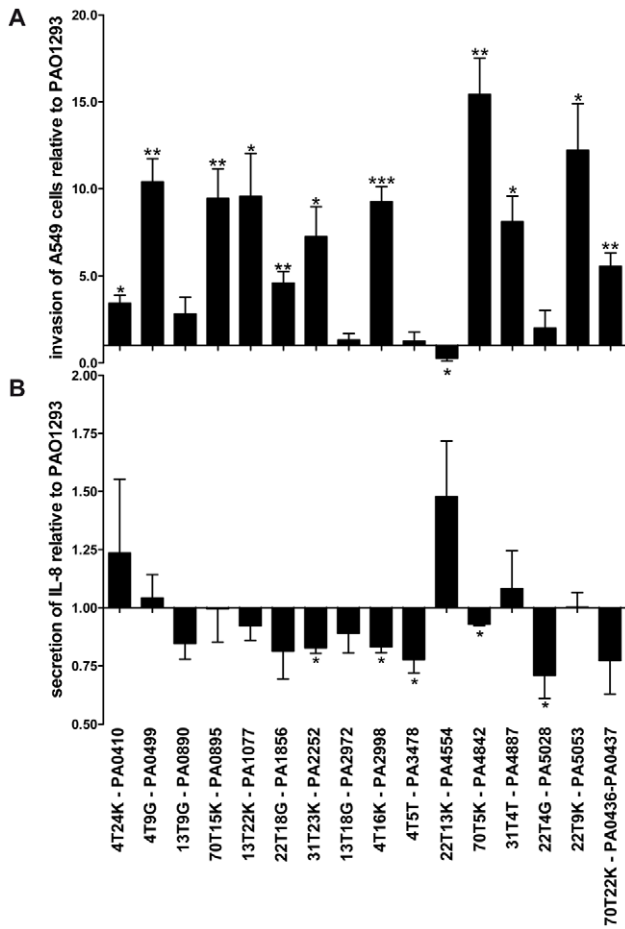 A
invasion of A549 cells relative to PAO1293
20.0
15.0
10.0
5.0
0.0
*
**
**
*
**
*
***
*
**
*
*
**
B
secretion of IL-8 relative to PAO1293
2.00
1.75
1.50
1.25
1.00
0.75
0.50
*
*
*
*
*
4T24K - PA0410
4T9G - PA0499
13T9G - PA0890
70T15K - PA0895
13T22K - PA1077
22T18G - PA1856
31T23K - PA2252
13T18G - PA2972
4T16K - PA2998
4T5T - PA3478
22T13K - PA4554
70T5K - PA4842
31T4T - PA4887
22T4G - PA5028
22T9K - PA5053
70T22K - PA0436-PA0437